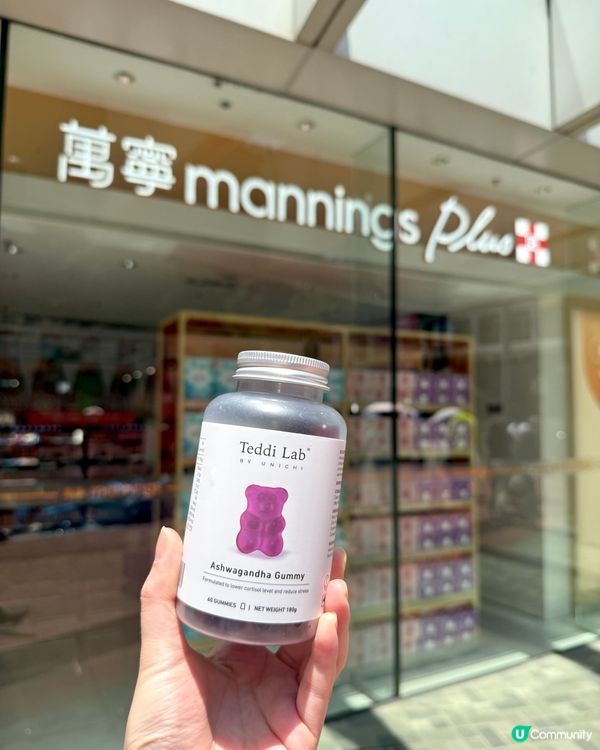 萬寧 mannings Plus
Teddi Lab®
BY UNICHI
Ashwagandha Gummy
Formulated to lower cortisol level and reduce stress
60 GUMMIES | NET WEIGHT 180g
U Community